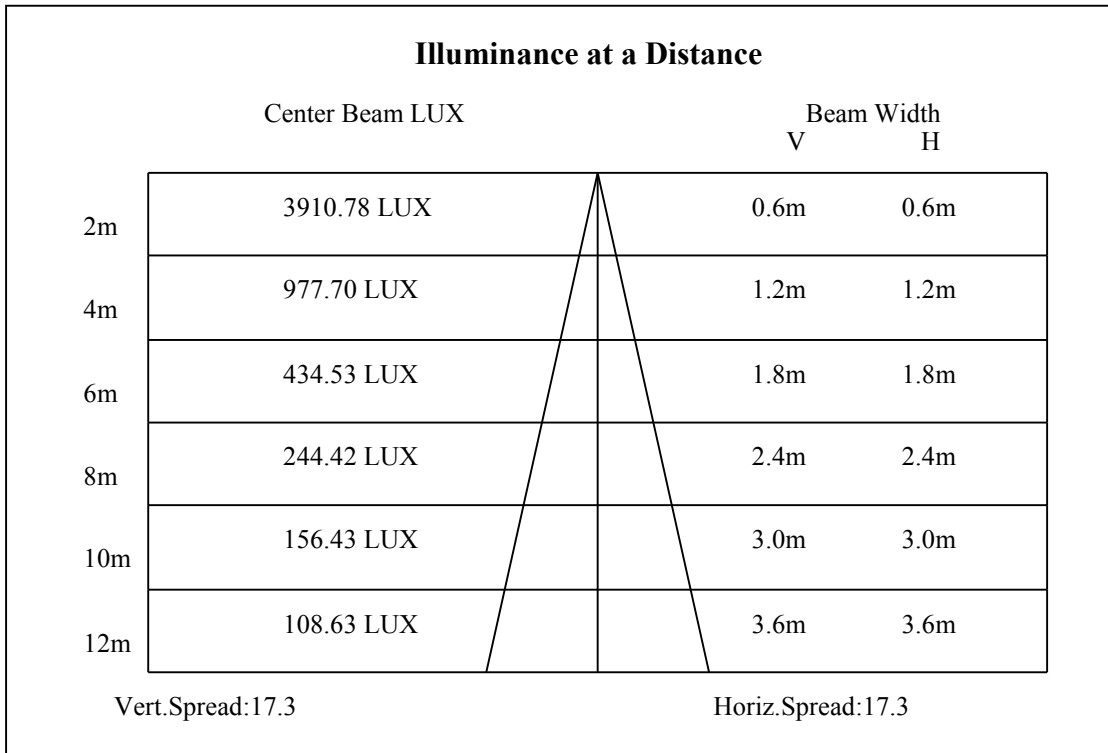 Illuminance at a Distance
Center Beam LUX Beam Width
V H
2m 3910.78 LUX 0.6m 0.6m
4m 977.70 LUX 1.2m 1.2m
6m 434.53 LUX 1.8m 1.8m
8m 244.42 LUX 2.4m 2.4m
10m 156.43 LUX 3.0m 3.0m
12m 108.63 LUX 3.6m 3.6m
Vert.Spread:17.3 Horiz.Spread:17.3